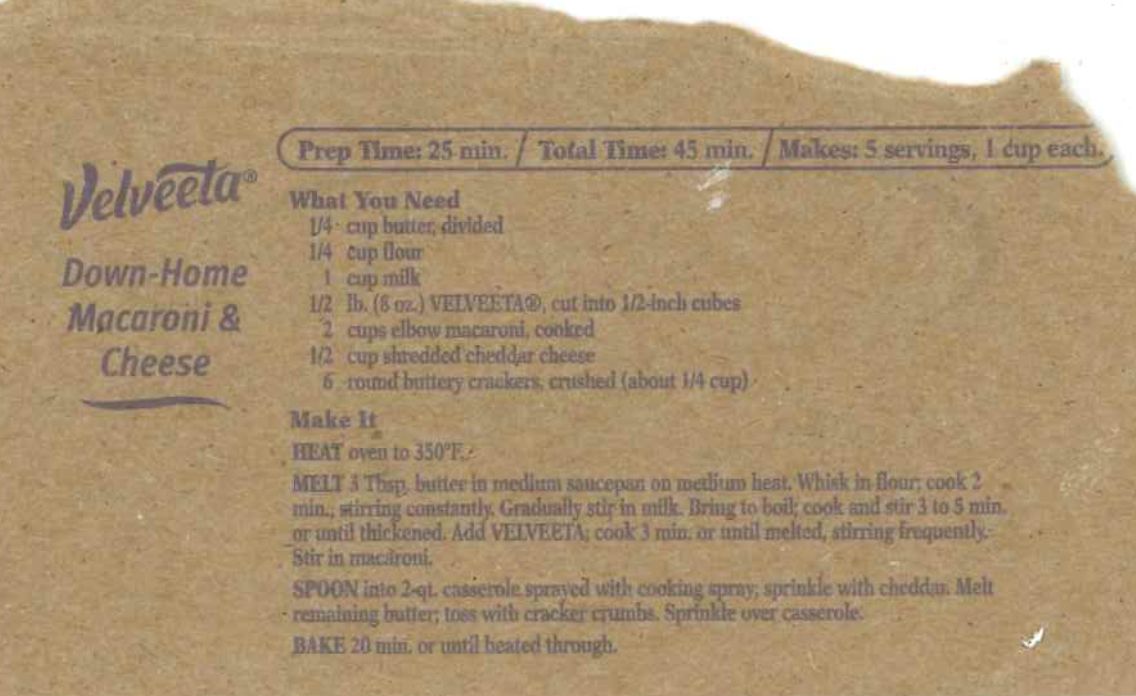 Velveeta®
Down-Home
Macaroni &
Cheese
Prep Time: 25 min. / Total Time: 45 min. / Makes: 5 servings, 1 cup each.
What You Need
1/4 cup butter, divided
1/4 cup flour
1 cup milk
1/2 lb. (8 oz.) VELVEETA®, cut into 1/2-inch cubes
2 cups elbow macaroni, cooked
1/2 cup shredded cheddar cheese
6 round buttery crackers, crushed (about 1/4 cup)
Make It
HEAT oven to 350°F.
MELT 3 Tbsp. butter in medium saucepan on medium heat. Whisk in flour; cook 2
min., stirring constantly. Gradually stir in milk. Bring to boil; cook and stir 3 to 5 min.
or until thickened. Add VELVEETA; cook 3 min. or until melted, stirring frequently.
Stir in macaroni.
SPOON into 2-qt. casserole sprayed with cooking spray; sprinkle with cheddar. Melt
remaining butter; toss with cracker crumbs. Sprinkle over casserole.
BAKE 20 min. or until heated through.